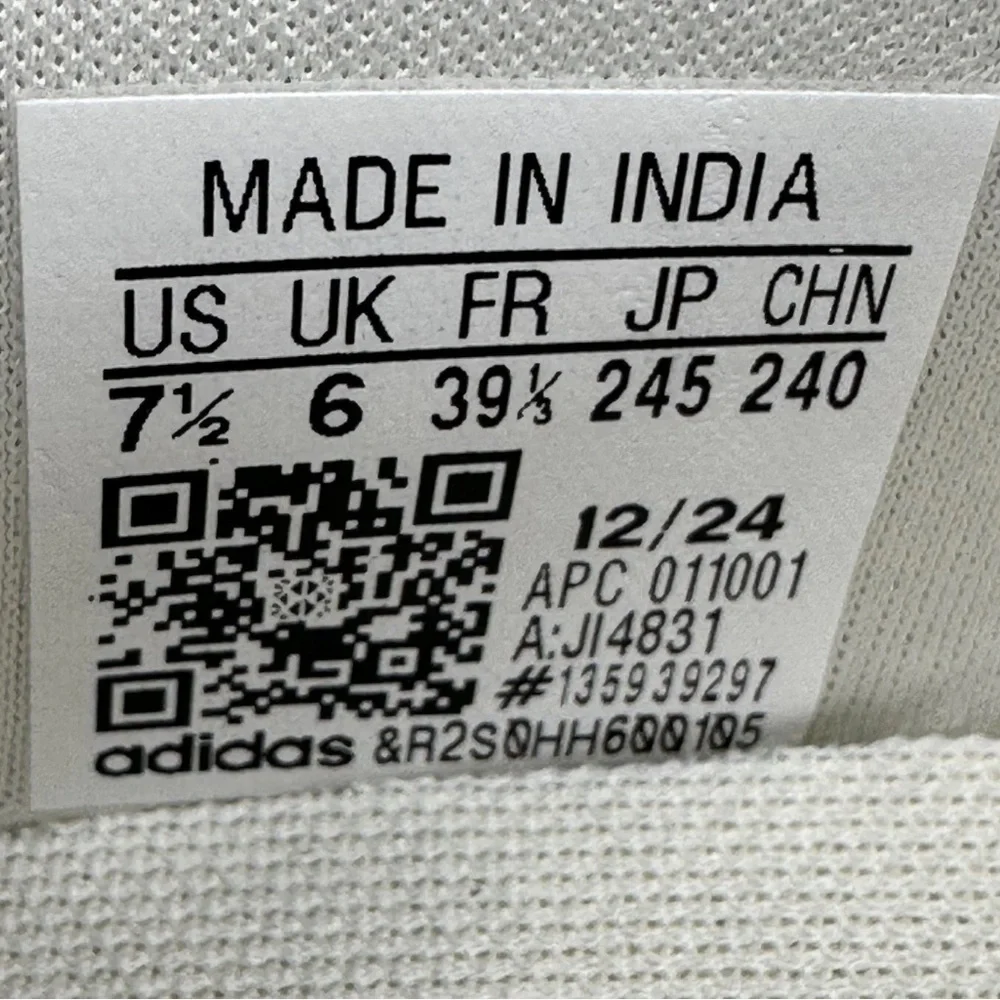 MADE IN INDIA
US UK FR JP CHN
7½ 6 39⅓ 245 240
12/24
APC 011001
A:JI4831
#135939297
adidas &R2S0HH600105